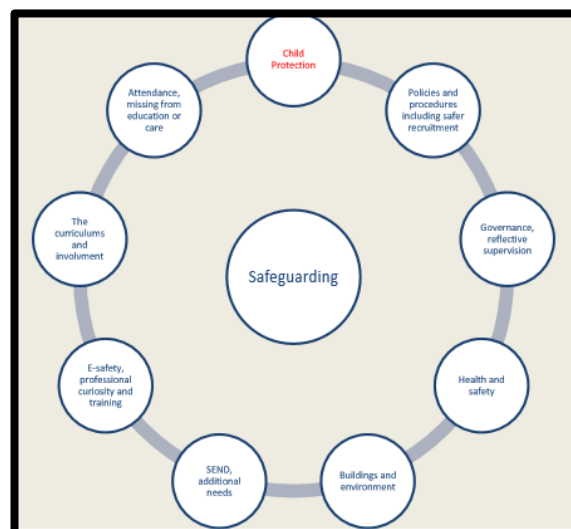 Child
Protection
Policies and
procedures
including safer
recruitment
Governance,
reflective
supervision
Health and
safety
Buildings and
environment
SEND,
additional
needs
E-safety,
professional
curiosity and
training
The
curriculums
and
involvment
Attendance,
missing from
education or
care
Safeguarding